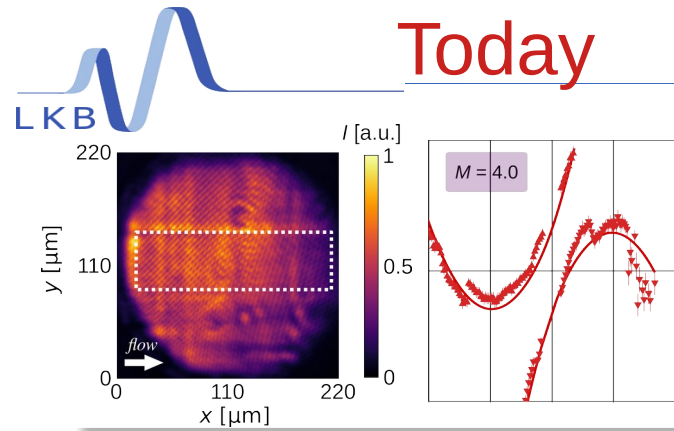 Today
LKB
I [a.u.]
220
110
0
y [μm]
flow
0
110
220
x [μm]
1
0.5
0
M = 4.0